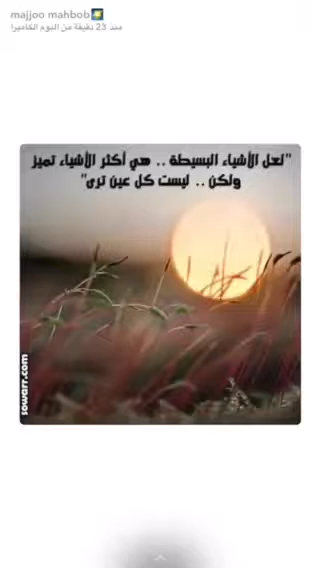 majjoo mahbob
منذ 23 دقيقة من ألبوم الكاميرا
"لعل الأشياء البسيطة .. هي أكثر الأشياء تميز
ولكن .. ليست كل عين ترى"
sowarr.com